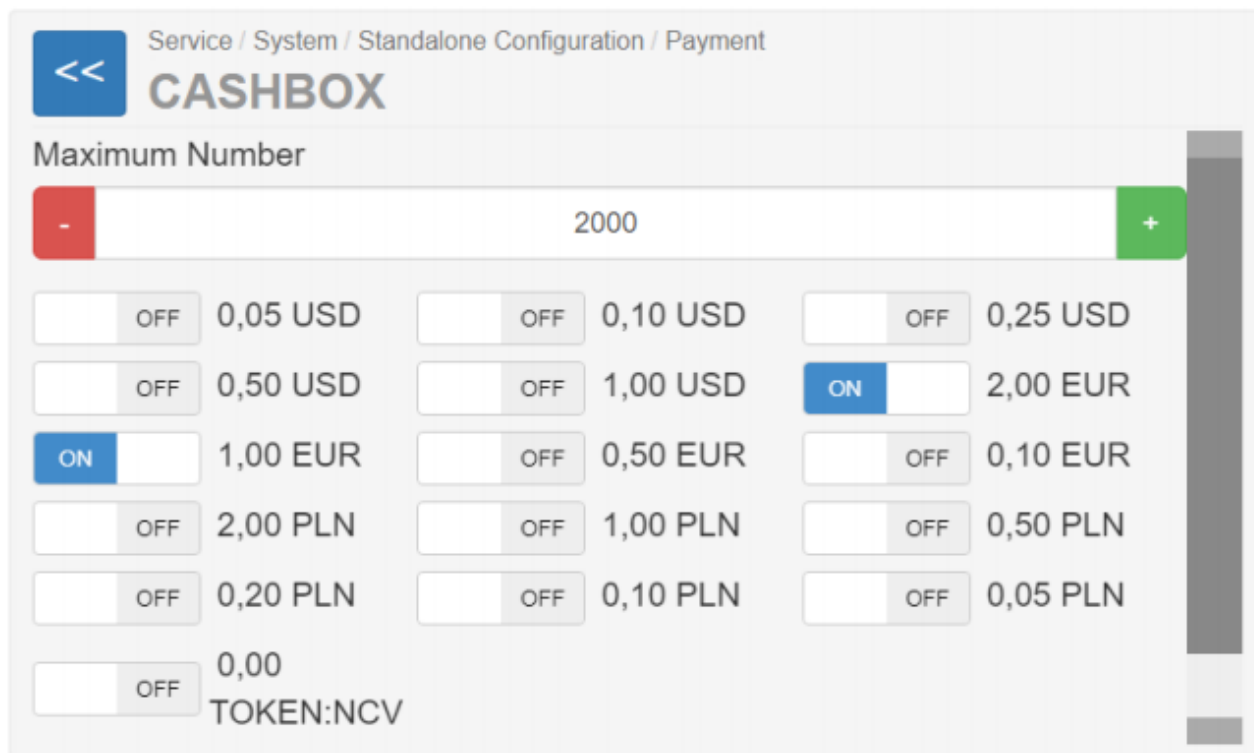 << Service / System / Standalone Configuration / Payment
CASHBOX
Maximum Number
- 2000 +
OFF 0,05 USD OFF 0,10 USD OFF 0,25 USD
OFF 0,50 USD OFF 1,00 USD ON 2,00 EUR
ON 1,00 EUR OFF 0,50 EUR OFF 0,10 EUR
OFF 2,00 PLN OFF 1,00 PLN OFF 0,50 PLN
OFF 0,20 PLN OFF 0,10 PLN OFF 0,05 PLN
OFF 0,00
TOKEN:NCV